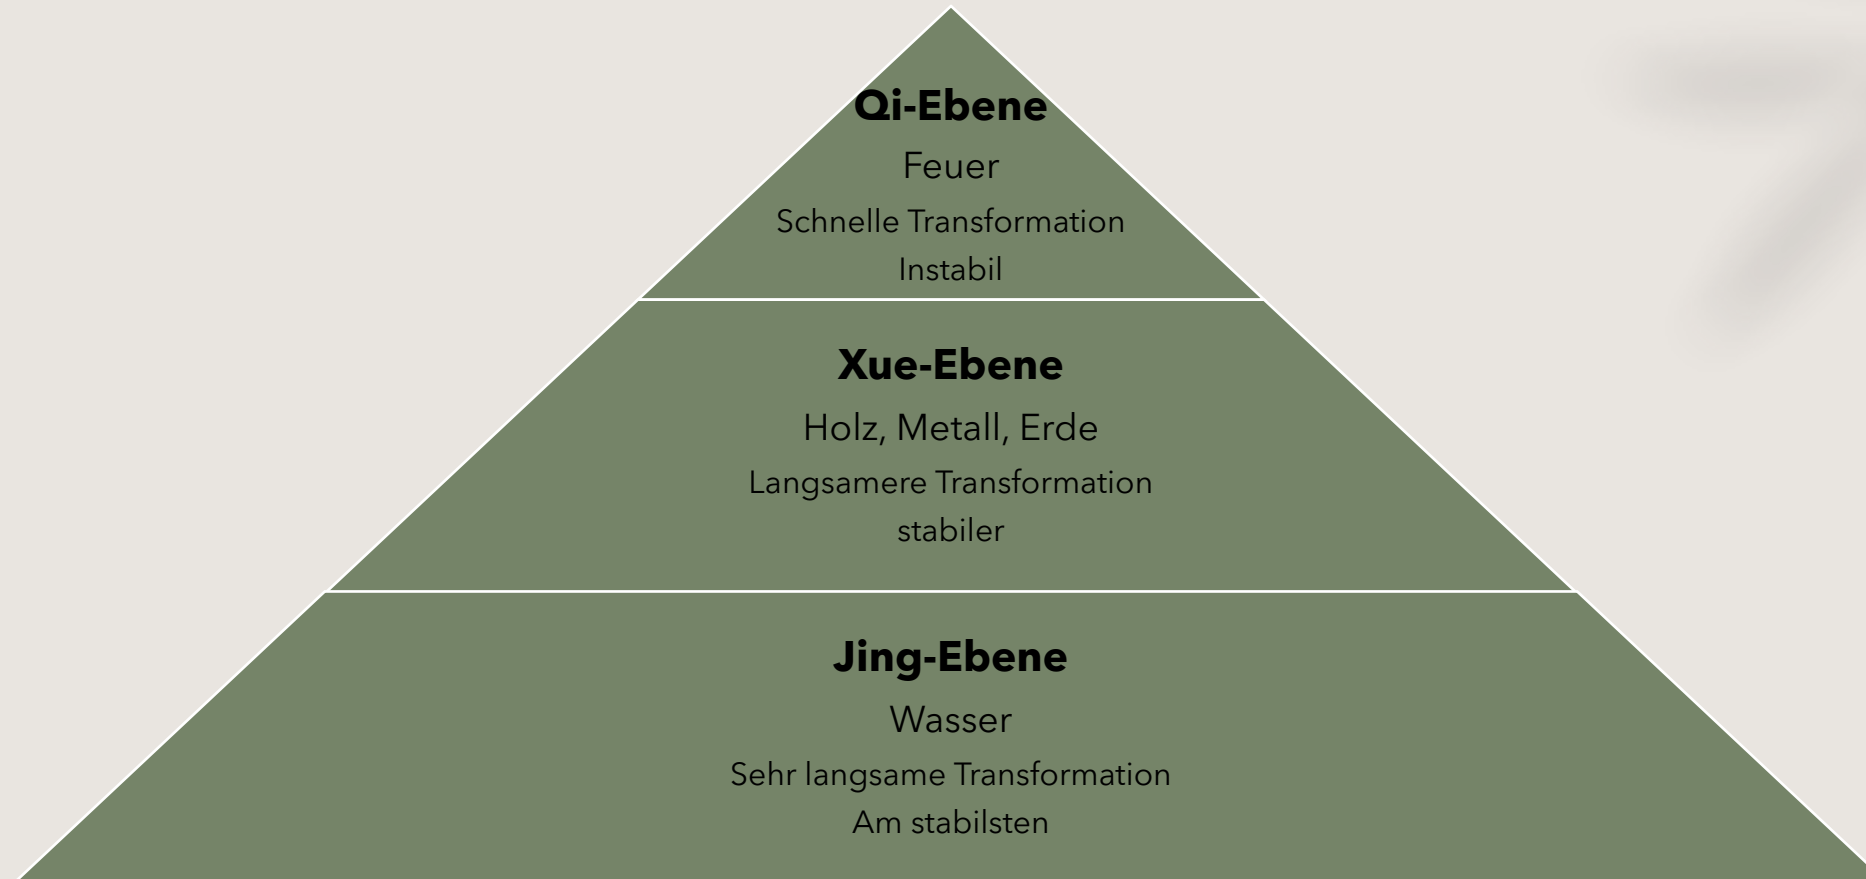 Qi-Ebene
Feuer
Schnelle Transformation
Instabil
Xue-Ebene
Holz, Metall, Erde
Langsamere Transformation
stabiler
Jing-Ebene
Wasser
Sehr langsame Transformation
Am stabilsten